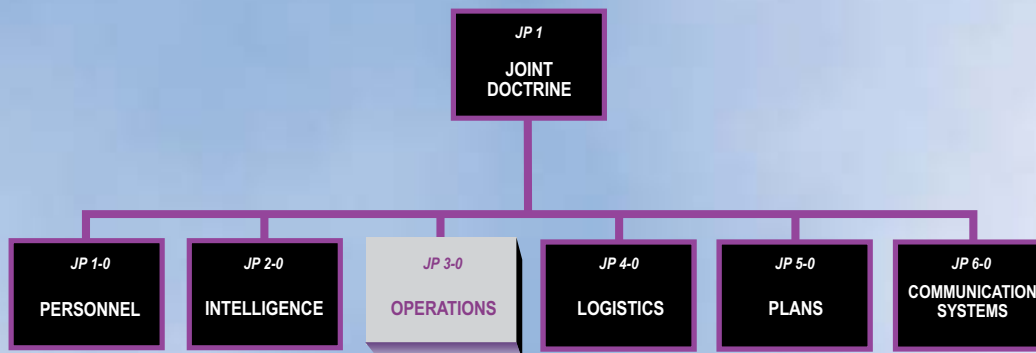 JP 1
JOINT
DOCTRINE
JP 1-0
PERSONNEL
JP 2-0
INTELLIGENCE
JP 3-0
OPERATIONS
JP 4-0
LOGISTICS
JP 5-0
PLANS
JP 6-0
COMMUNICATION
SYSTEMS